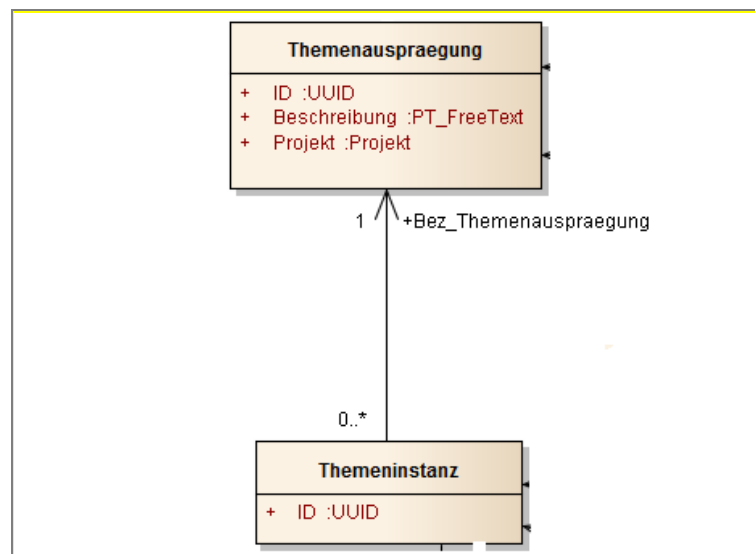 Themenauspraegung
+ ID :UUID
+ Beschreibung :PT_FreeText
+ Projekt :Projekt
1 +Bez_Themenauspraegung
0..*
Themeninstanz
+ ID :UUID